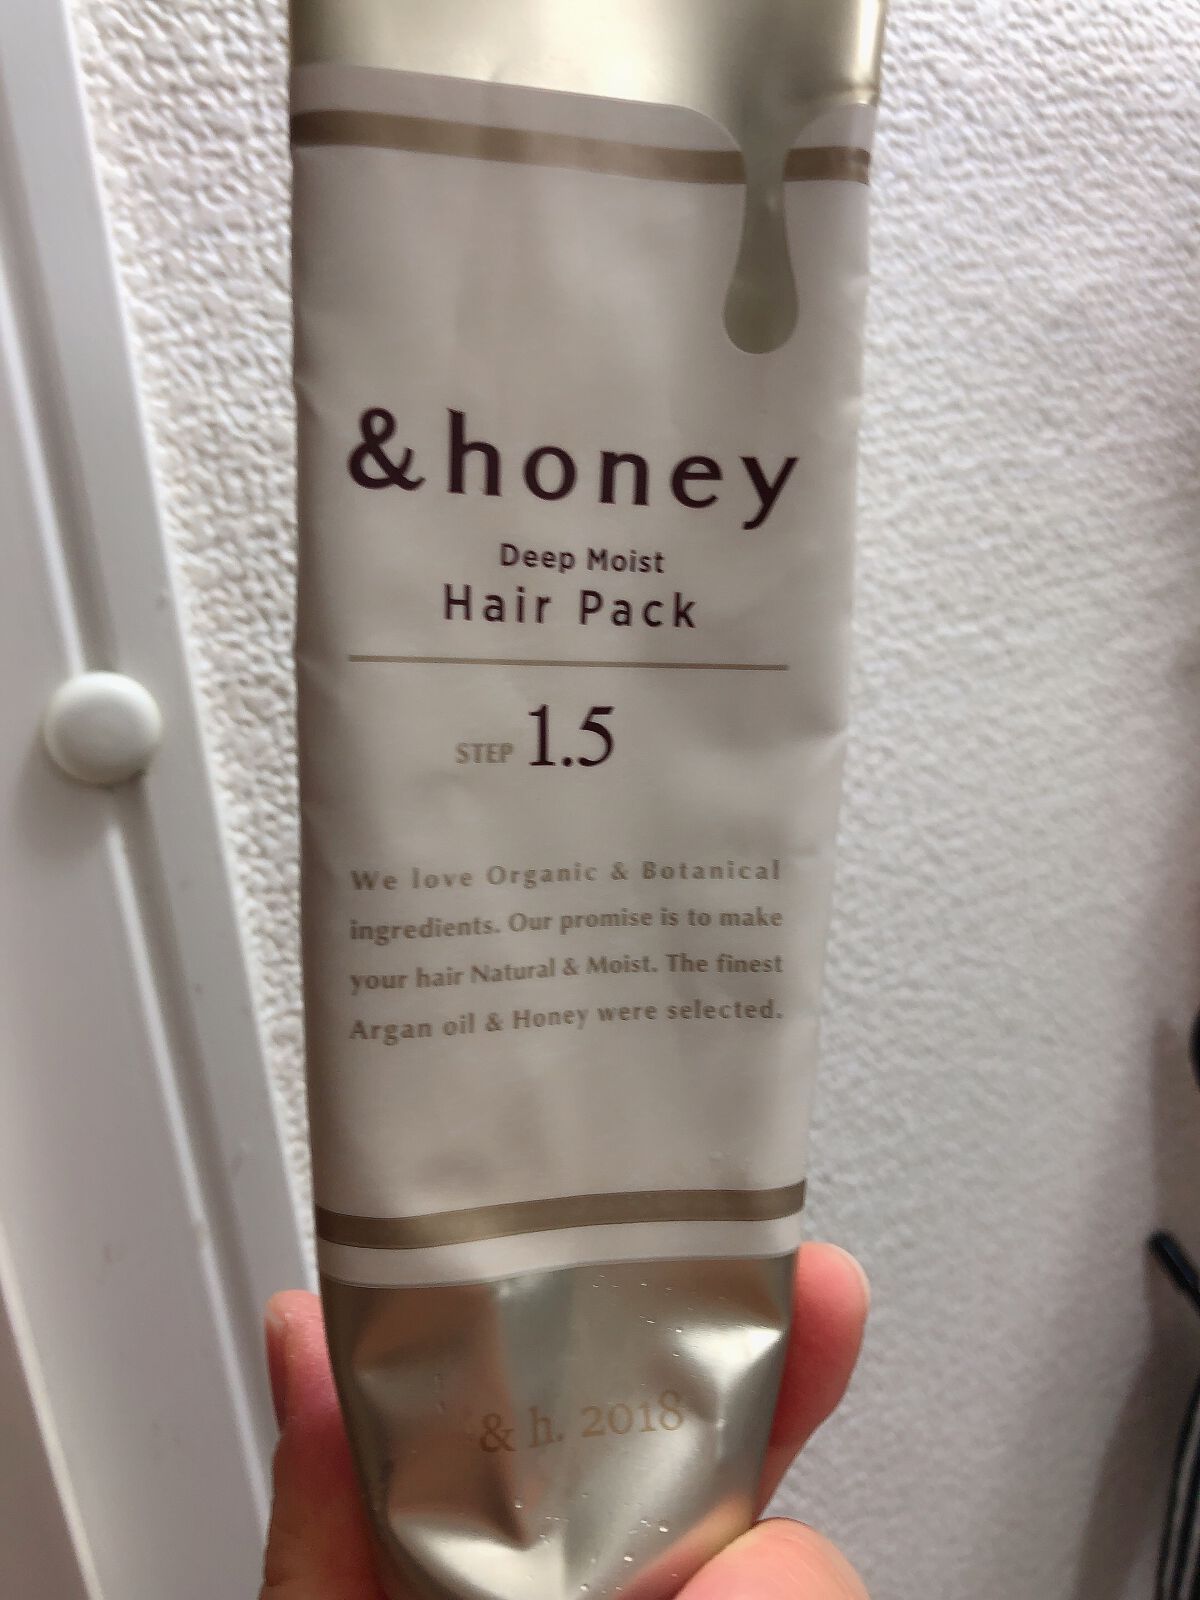 &honey
Deep Moist
Hair Pack
STEP 1.5
We love Organic & Botanical
ingredients. Our promise is to make
your hair Natural & Moist. The finest
Argan oil & Honey were selected.
& h. 2018